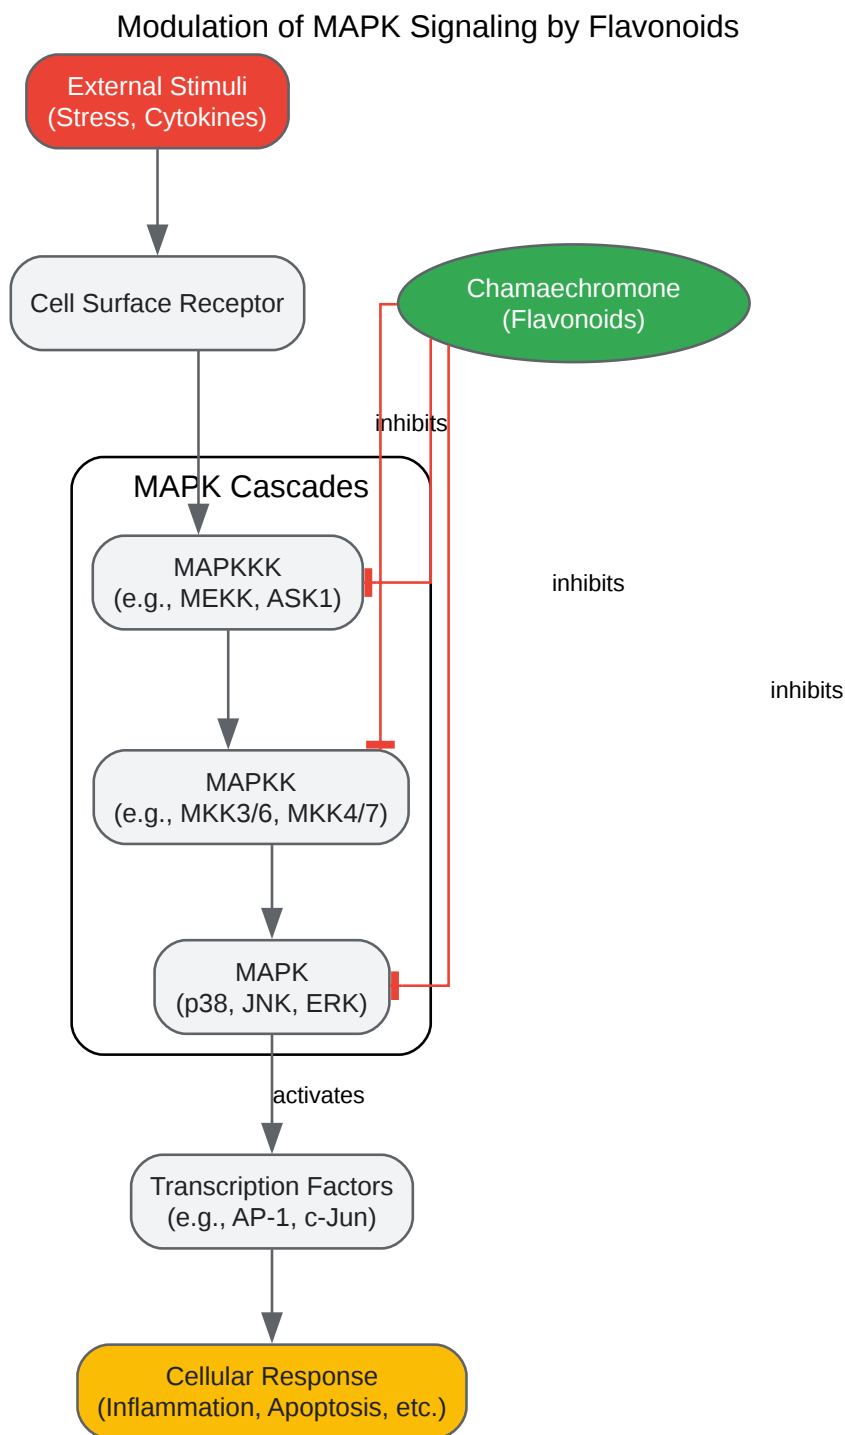 Modulation of MAPK Signaling by Flavonoids
External Stimuli
(Stress, Cytokines)
Cell Surface Receptor
Chamaechromone
(Flavonoids)
inhibits
MAPK Cascades
MAPKKK
(e.g., MEKK, ASK1)
inhibits
inhibits
MAPKK
(e.g., MKK3/6, MKK4/7)
MAPK
(p38, JNK, ERK)
activates
Transcription Factors
(e.g., AP-1, c-Jun)
Cellular Response
(Inflammation, Apoptosis, etc.)